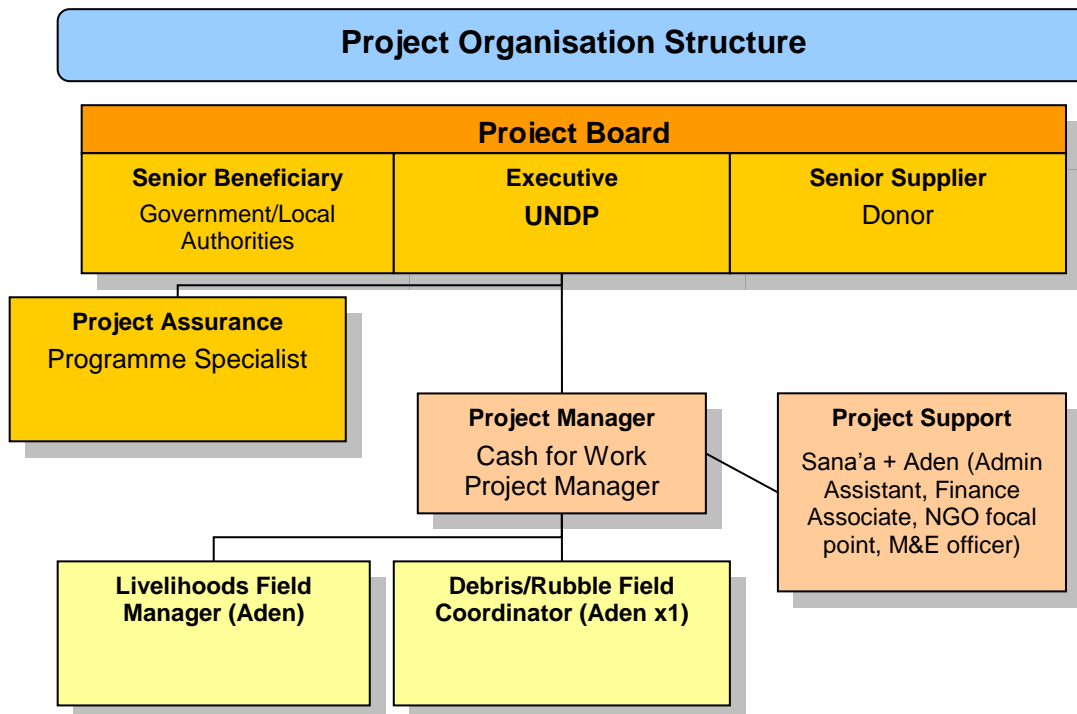 Project Organisation Structure
Project Board
Senior Beneficiary
Government/Local
Authorities
Executive
UNDP
Senior Supplier
Donor
Project Assurance
Programme Specialist
Project Manager
Cash for Work
Project Manager
Project Support
Sana’a + Aden (Admin
Assistant, Finance
Associate, NGO focal
point, M&E officer)
Livelihoods Field
Manager (Aden)
Debris/Rubble Field
Coordinator (Aden x1)